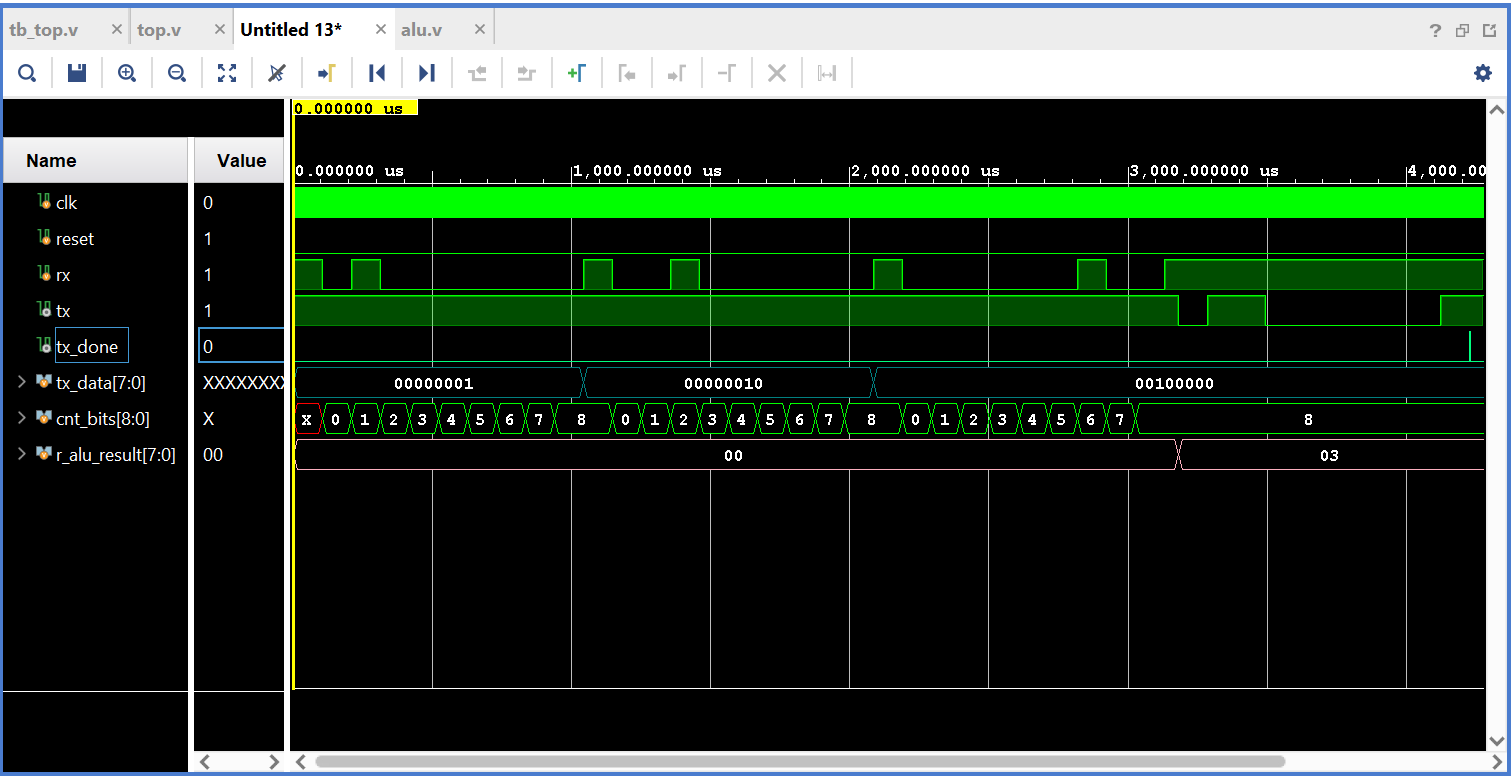 tb_top.v × top.v × Untitled 13* × alu.v ×
?
0.000000 us
Name Value
0.000000 us 1,000.000000 us 2,000.000000 us 3,000.000000 us 4,000.00
clk 0
reset 1
rx 1
tx 1
tx_done 0
tx_data[7:0] XXXXXXXX 00000001 00000010 00100000
cnt_bits[8:0] X X 0 1 2 3 4 5 6 7 8 0 1 2 3 4 5 6 7 8 0 1 2 3 4 5 6 7 8
r_alu_result[7:0] 00 00 03